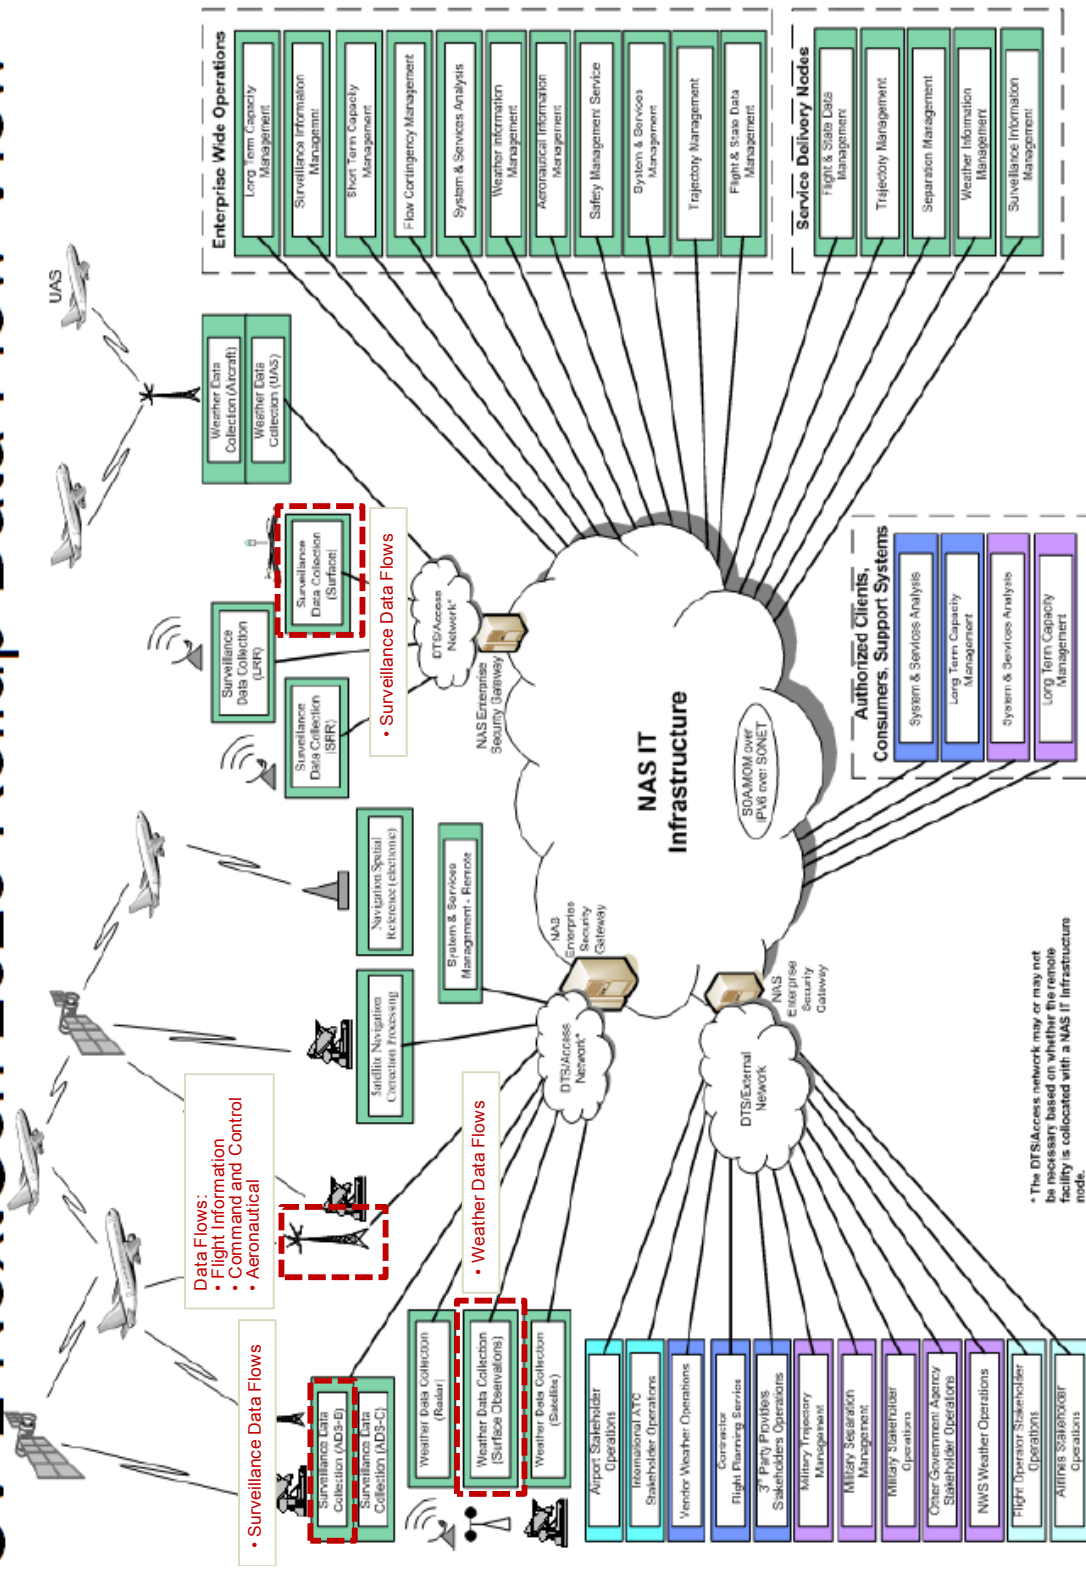 UAS
Weather Data
Collection (Aircraft)
Weather Data
Collection (UAS)
Enterprise Wide Operations
Long Term Capacity
Management
Surveillance Information
Management
Short Term Capacity
Management
Flow Contingency Management
System & Services Analysis
Weather Information
Management
Aeronautical Information
Management
Safety Management Service
System & Services
Management
Trajectory Management
Flight & State Data
Management
Service Delivery Nodes
Flight & State Data
Management
Trajectory Management
Separation Management
Weather Information
Management
Surveillance Information
Management
Surveillance
Data Collection
(Surface)
Surveillance
Data Collection
(LRR)
Surveillance
Data Collection
(SRR)
• Surveillance Data Flows
DTS/Access
Network*
NAS Enterprise
Security Gateway
Navigation Spatial
Reference (electronic)
Satellite Navigation
Correction Processing
System & Services
Management - Remote
NAS
Enterprise
Security
Gateway
DTS/Access
Network*
NAS IT
Infrastructure
SOA/MOM over
IPV6 over SONET
Authorized Clients,
Consumers, Support Systems
System & Services Analysis
Long Term Capacity
Management
System & Services Analysis
Long Term Capacity
Management
Data Flows:
• Flight Information
• Command and Control
• Aeronautical
• Surveillance Data Flows
Surveillance Data
Collection (ADS-B)
Surveillance Data
Collection (ADS-C)
Weather Data Collection
(Radar)
Weather Data Collection
(Surface Observations)
Weather Data Collection
(Satellite)
• Weather Data Flows
DTS/External
Network
NAS
Enterprise
Security
Gateway
Airport Stakeholder
Operations
International ATC
Stakeholder Operations
Vendor Weather Operations
Contractor
Flight Planning Service
3rd Party Providers
Stakeholders Operations
Military Trajectory
Management
Military Separation
Management
Military Stakeholder
Operations
Other Government Agency
Stakeholder Operations
NWS Weather Operations
Flight Operator Stakeholder
Operations
Airlines Stakeholder
Operations
* The DTS/Access network may or may not
be necessary based on whether the remote
facility is collocated with a NAS IT Infrastructure
node.